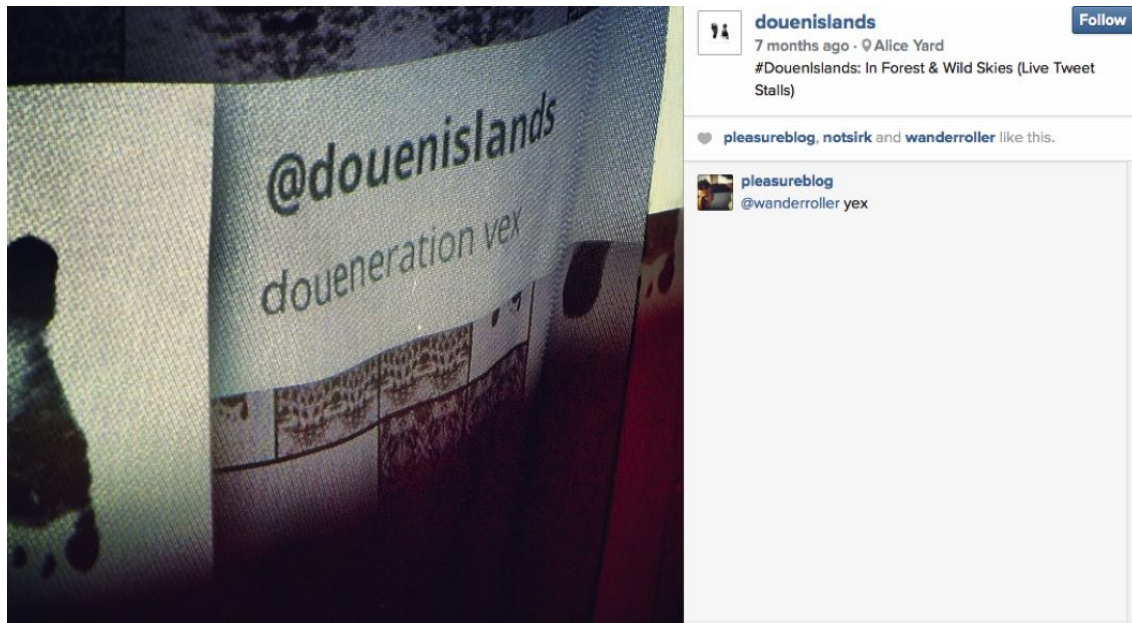 @douenislands
doueneration vex
douenislands
Follow
7 months ago · Alice Yard
#DouenIslands: In Forest & Wild Skies (Live Tweet
Stalls)
pleasureblog, notsirk and wanderroller like this.
pleasureblog
@wanderroller yex